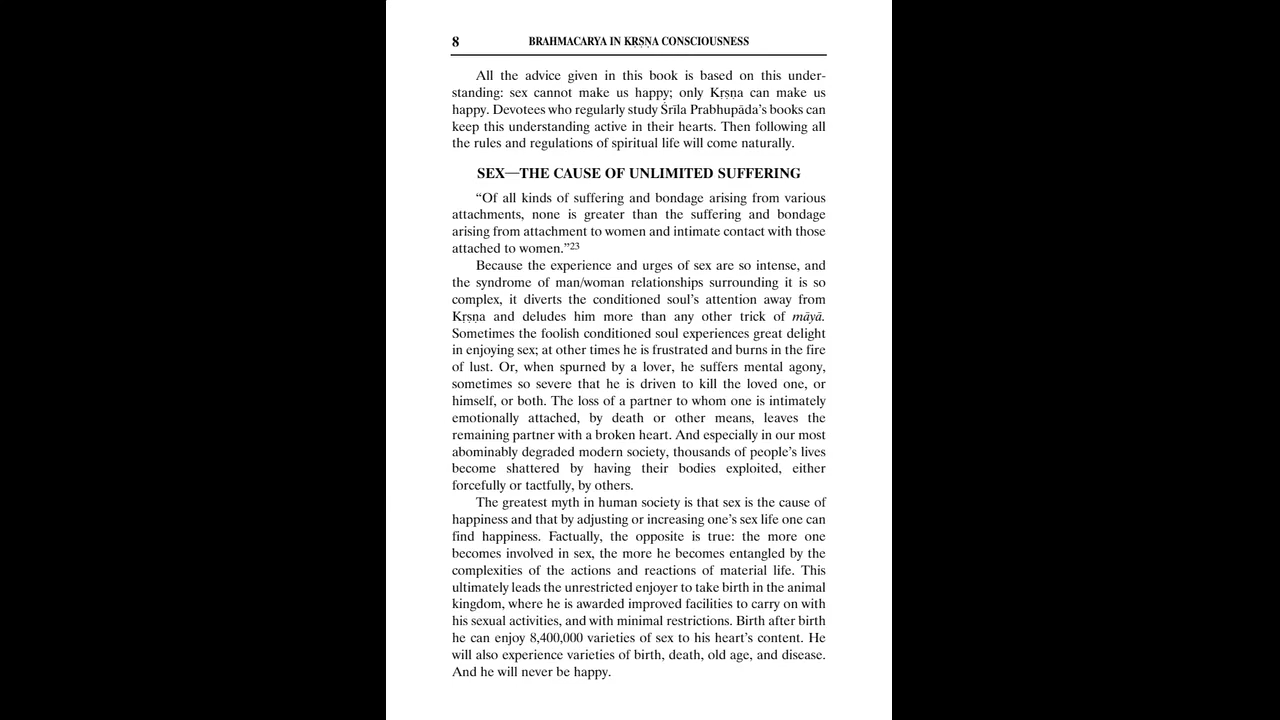 8 BRAHMACARYA IN KṚṢṆA CONSCIOUSNESS
All the advice given in this book is based on this under-
standing: sex cannot make us happy; only Kṛṣṇa can make us
happy. Devotees who regularly study Śrīla Prabhupāda’s books can
keep this understanding active in their hearts. Then following all
the rules and regulations of spiritual life will come naturally.
SEX—THE CAUSE OF UNLIMITED SUFFERING
“Of all kinds of suffering and bondage arising from various
attachments, none is greater than the suffering and bondage
arising from attachment to women and intimate contact with those
attached to women.”23
Because the experience and urges of sex are so intense, and
the syndrome of man/woman relationships surrounding it is so
complex, it diverts the conditioned soul’s attention away from
Kṛṣṇa and deludes him more than any other trick of māyā.
Sometimes the foolish conditioned soul experiences great delight
in enjoying sex; at other times he is frustrated and burns in the fire
of lust. Or, when spurned by a lover, he suffers mental agony,
sometimes so severe that he is driven to kill the loved one, or
himself, or both. The loss of a partner to whom one is intimately
emotionally attached, by death or other means, leaves the
remaining partner with a broken heart. And especially in our most
abominably degraded modern society, thousands of people’s lives
become shattered by having their bodies exploited, either
forcefully or tactfully, by others.
The greatest myth in human society is that sex is the cause of
happiness and that by adjusting or increasing one’s sex life one can
find happiness. Factually, the opposite is true: the more one
becomes involved in sex, the more he becomes entangled by the
complexities of the actions and reactions of material life. This
ultimately leads the unrestricted enjoyer to take birth in the animal
kingdom, where he is awarded improved facilities to carry on with
his sexual activities, and with minimal restrictions. Birth after birth
he can enjoy 8,400,000 varieties of sex to his heart’s content. He
will also experience varieties of birth, death, old age, and disease.
And he will never be happy.